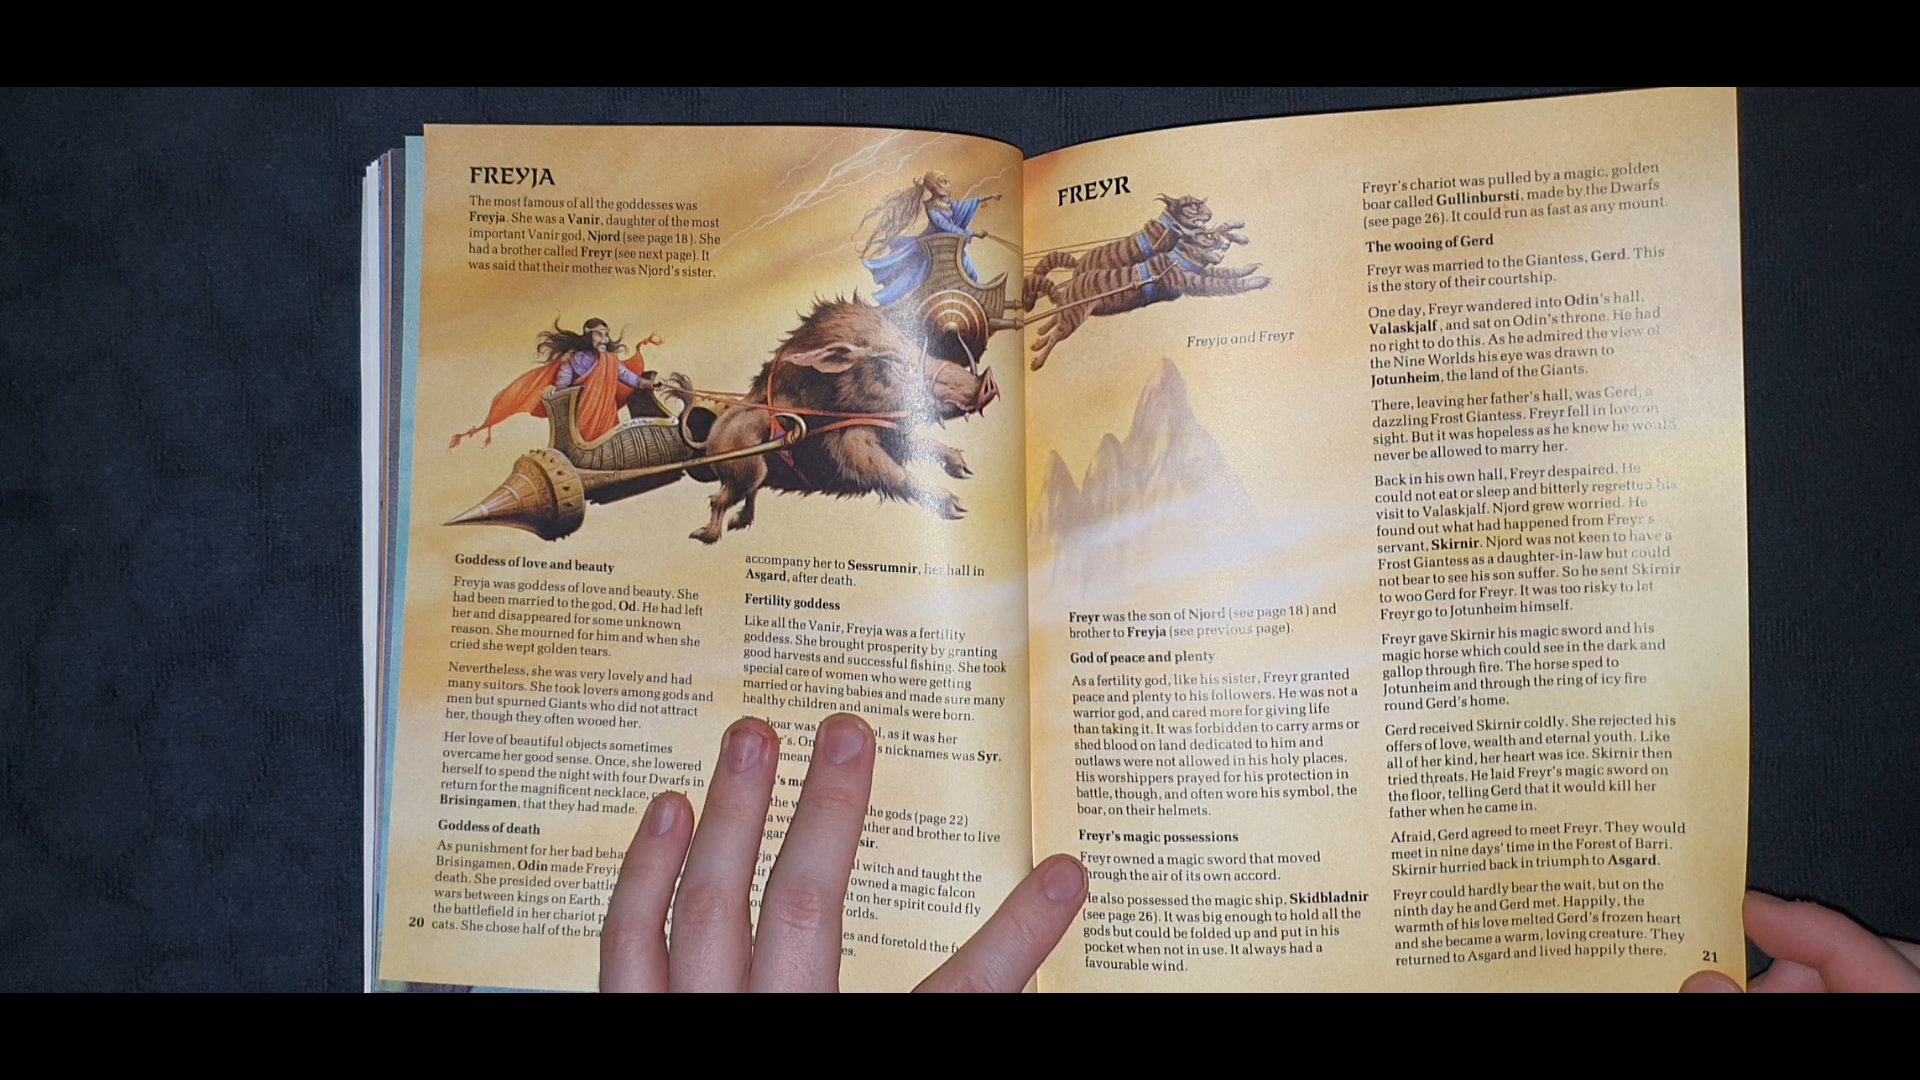 FREYJA
The most famous of all the goddesses was
Freyja. She was a Vanir, daughter of the most
important Vanir god, Njord (see page 18). She
had a brother called Freyr (see next page). It
was said that their mother was Njord's sister.
Goddess of love and beauty
Freyja was goddess of love and beauty. She
had been married to the god, Od. He had left
her and disappeared for some unknown
reason. She mourned for him and when she
cried she wept golden tears.
Nevertheless, she was very lovely and had
many suitors. She took lovers among gods and
men but spurned Giants who did not attract
her, though they often wooed her.
Her love of beautiful objects sometimes
overcame her good sense. Once, she lowered
herself to spend the night with four Dwarfs in
return for the magnificent necklace,
Brisingamen, that they had made.
Goddess of death
As punishment for her bad
Brisingamen, Odin made
death. She presided over
wars between kings on Earth.
the battlefield in her chariot
cats. She chose half of the
20
accompany her to Sessrumnir, her hall in
Asgard, after death.
Fertility goddess
Like all the Vanir, Freyja was a fertility
goddess. She brought prosperity by granting
good harvests and successful fishing. She took
special care of women who were getting
married or having babies and made sure many
healthy children and animals were born.
boar was as it was her
nicknames was Syr,
the gods (page 22)
and brother to live
witch and taught the
owned a magic falcon
on her spirit could fly
and foretold the
FREYR
Freyja and Freyr
Freyr was the son of Njord (see page 18) and
brother to Freyja (see previous page).
God of peace and plenty
As a fertility god, like his sister, Freyr granted
peace and plenty to his followers. He was not a
warrior god, and cared more for giving life
than taking it. It was forbidden to carry arms or
shed blood on land dedicated to him and
outlaws were not allowed in his holy places.
His worshippers prayed for his protection in
battle, though, and often wore his symbol, the
boar, on their helmets.
Freyr's magic possessions
Freyr owned a magic sword that moved
through the air of its own accord.
He also possessed the magic ship, Skidbladnir
(see page 26). It was big enough to hold all the
gods but could be folded up and put in his
pocket when not in use. It always had a
favourable wind.
Freyr's chariot was pulled by a magic, golden
boar called Gullinbursti, made by the Dwarfs
(see page 26). It could run as fast as any mount.
The wooing of Gerd
Freyr was married to the Giantess, Gerd. This
is the story of their courtship.
One day, Freyr wandered into Odin's hall,
Valaskjalf, and sat on Odin's throne. He had
no right to do this. As he admired the view of
the Nine Worlds his eye was drawn to
Jotunheim, the land of the Giants.
There, leaving her father's hall, was Gerd, a
dazzling Frost Giantess. Freyr fell in love on
sight. But it was hopeless as he knew he would
never be allowed to marry her.
Back in his own hall, Freyr despaired. He
could not eat or sleep and bitterly regretted his
visit to Valaskjalf. Njord grew worried. He
found out what had happened from Freyr's
servant, Skirnir. Njord was not keen to have a
Frost Giantess as a daughter-in-law but could
not bear to see his son suffer. So he sent Skirnir
to woo Gerd for Freyr. It was too risky to let
Freyr go to Jotunheim himself.
Freyr gave Skirnir his magic sword and his
magic horse which could see in the dark and
gallop through fire. The horse sped to
Jotunheim and through the ring of icy fire
round Gerd's home.
Gerd received Skirnir coldly. She rejected his
offers of love, wealth and eternal youth. Like
all of her kind, her heart was ice. Skirnir then
tried threats. He laid Freyr's magic sword on
the floor, telling Gerd that it would kill her
father when he came in.
Afraid, Gerd agreed to meet Freyr. They would
meet in nine days' time in the Forest of Barri.
Skirnir hurried back in triumph to Asgard.
Freyr could hardly bear the wait, but on the
ninth day he and Gerd met. Happily, the
warmth of his love melted Gerd's frozen heart
and she became a warm, loving creature. They
returned to Asgard and lived happily there.
21